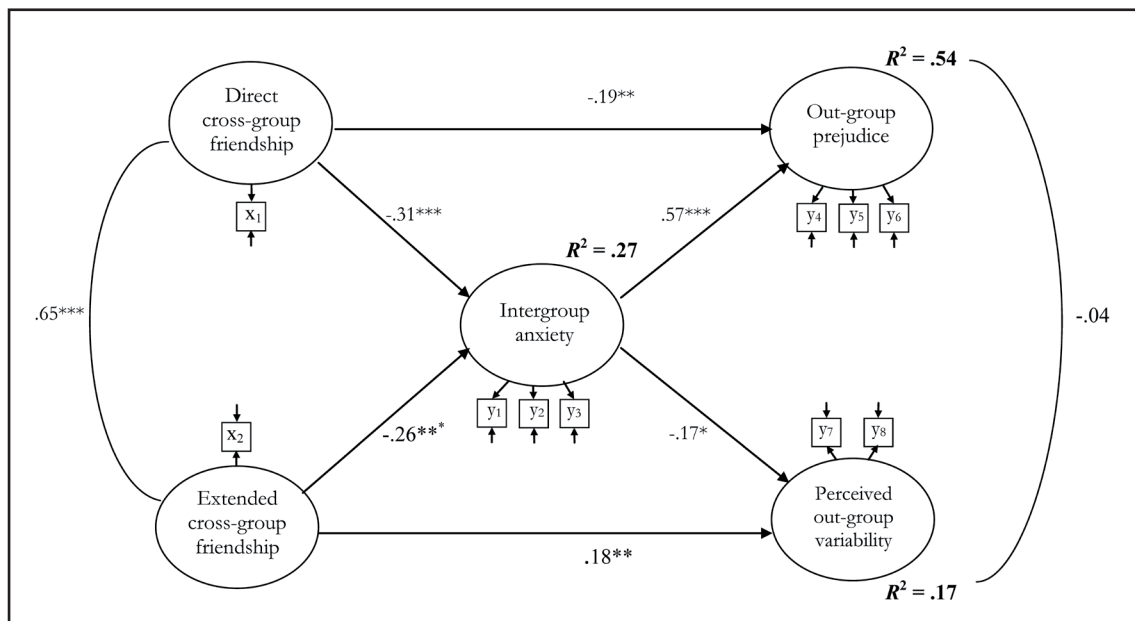 R² = .54
Direct
cross-group
friendship
-.19**
Out-group
prejudice
x₁
-.31***
.57***
y₄
y₅
y₆
R² = .27
.65***
Intergroup
anxiety
-.04
y₁
y₂
y₃
x₂
-.26***
-.17*
y₇
y₈
Extended
cross-group
friendship
Perceived
out-group
variability
.18**
R² = .17